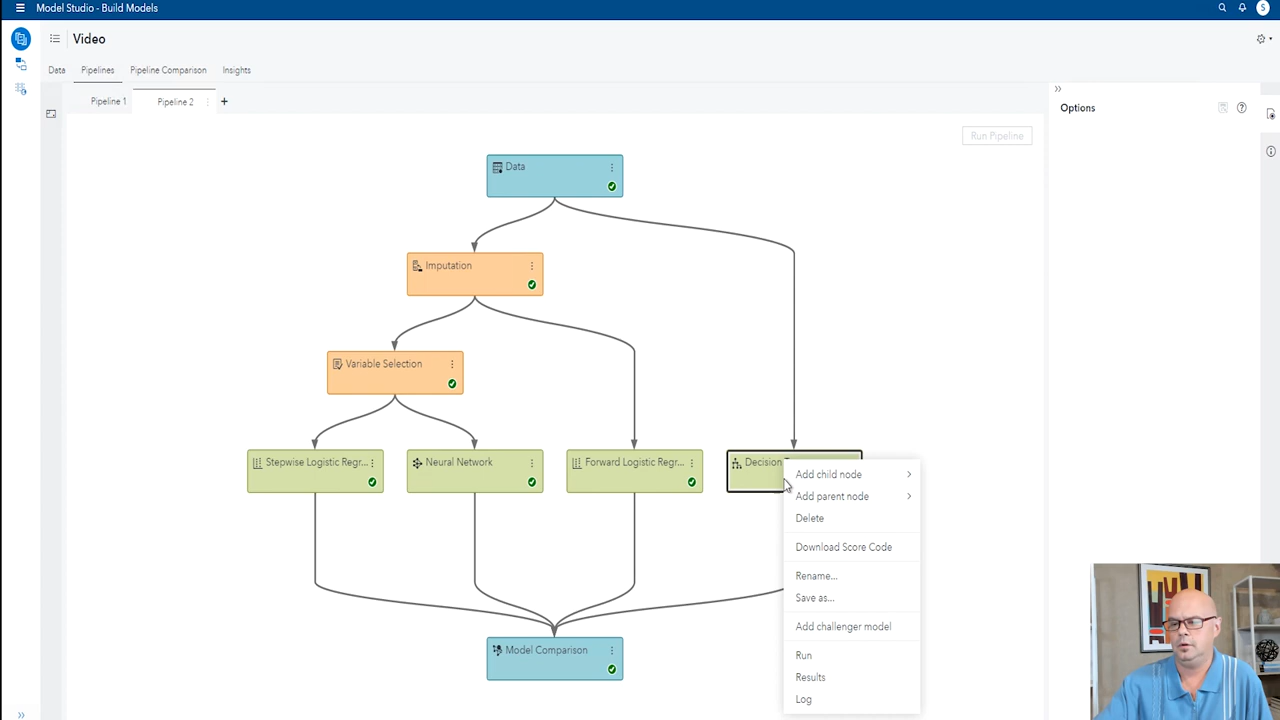 Model Studio - Build Models
S
Video
Data
Pipelines
Pipeline Comparison
Insights
Pipeline 1
Pipeline 2
+
Options
Run Pipeline
Data
Imputation
Variable Selection
Stepwise Logistic Regr...
Neural Network
Forward Logistic Regr...
Decision
Add child node
Add parent node
Delete
Download Score Code
Rename...
Save as...
Add challenger model
Run
Results
Log
Model Comparison